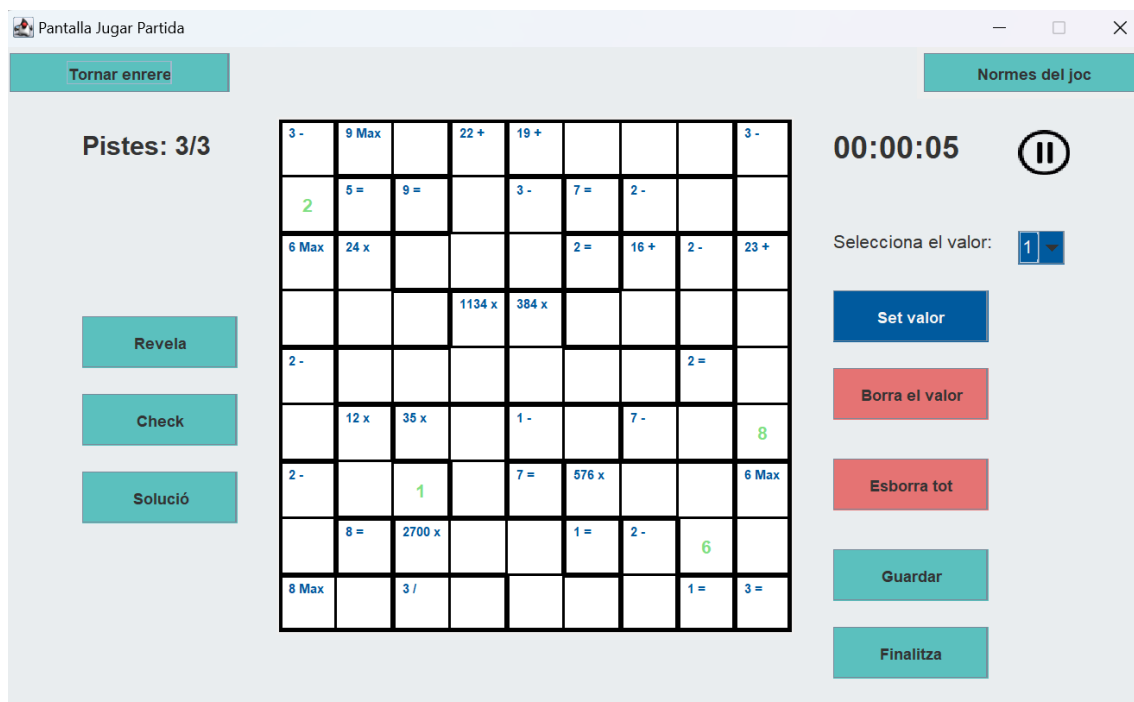 Pantalla Jugar Partida
Tornar enrere
Normes del joc
Pistes: 3/3
00:00:05
3 - 9 Max 22 + 19 + 3 -
5 = 9 = 3 - 7 = 2 -
2
6 Max 24 x 2 = 16 + 2 - 23 +
Selecciona el valor: 1
1134 x 384 x
Set valor
Revela
2 - 2 =
Borra el valor
12 x 35 x 1 - 7 -
Check
8
2 - 7 = 576 x 6 Max
1
Esborra tot
Solució
8 = 2700 x 1 = 2 -
6
Guardar
8 Max 3 / 1 = 3 =
Finalitza